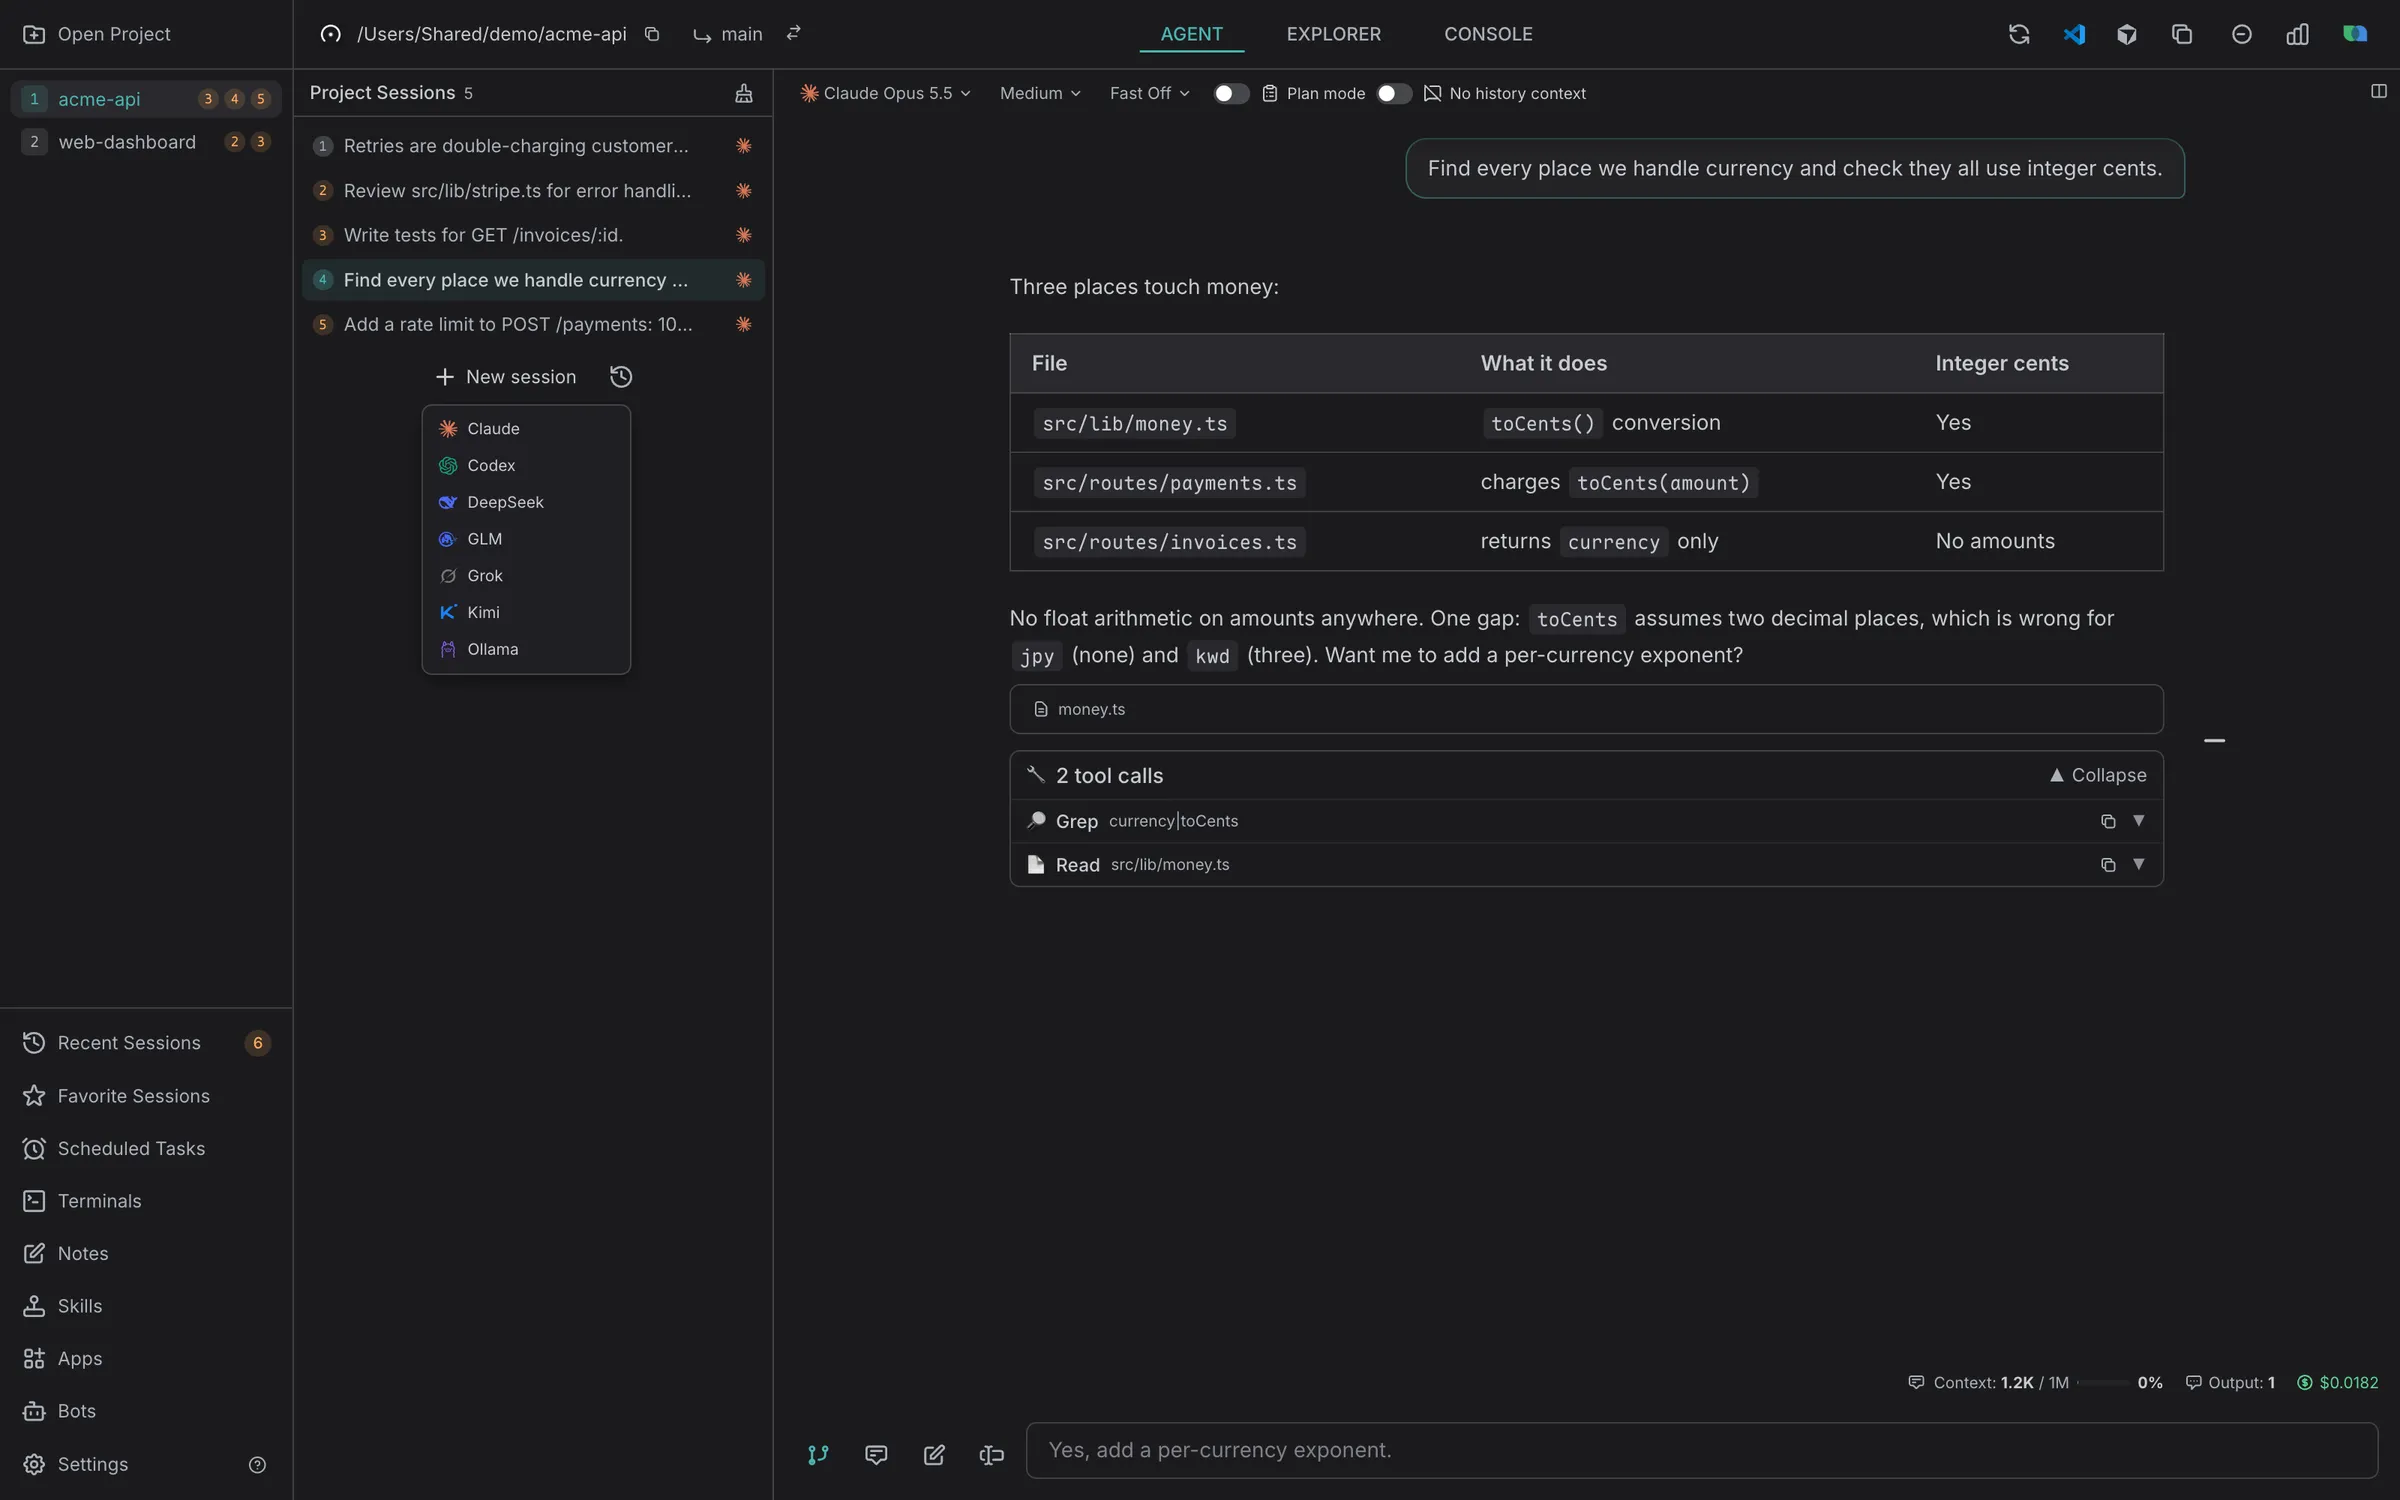 Open Project
/Users/Shared/demo/acme-api
main
AGENT
EXPLORER
CONSOLE
1 acme-api 3 4 5
2 web-dashboard 2 3
Project Sessions 5
1 Retries are double-charging customer...
2 Review src/lib/stripe.ts for error handli...
3 Write tests for GET /invoices/:id.
4 Find every place we handle currency ...
5 Add a rate limit to POST /payments: 10...
New session
Claude
Codex
DeepSeek
GLM
Grok
Kimi
Ollama
Claude Opus 5.5
Medium
Fast Off
Plan mode
No history context
Find every place we handle currency and check they all use integer cents.
Three places touch money:
File What it does Integer cents
src/lib/money.ts toCents() conversion Yes
src/routes/payments.ts charges toCents(amount) Yes
src/routes/invoices.ts returns currency only No amounts
No float arithmetic on amounts anywhere. One gap: toCents assumes two decimal places, which is wrong for
jpy (none) and kwd (three). Want me to add a per-currency exponent?
money.ts
2 tool calls
▲ Collapse
Grep currency|toCents
Read src/lib/money.ts
Recent Sessions 6
Favorite Sessions
Scheduled Tasks
Terminals
Notes
Skills
Apps
Bots
Settings
Context: 1.2K / 1M 0% Output: 1 $0.0182
Yes, add a per-currency exponent.